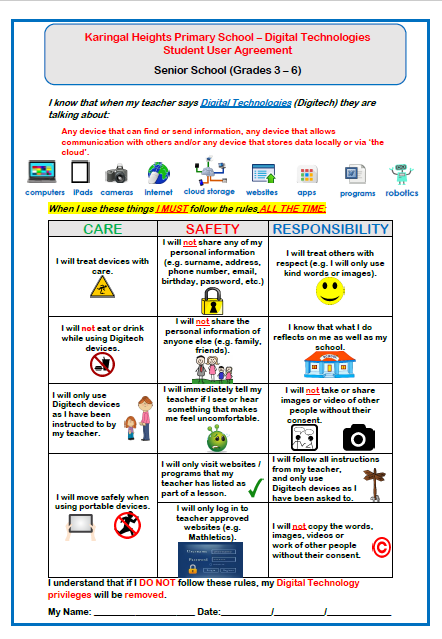 Karingal Heights Primary School – Digital Technologies
Student User Agreement
Senior School (Grades 3 – 6)
I know that when my teacher says Digital Technologies (Digitech) they are
talking about:
Any device that can find or send information, any device that allows
communication with others and/or any device that stores data locally or via 'the
cloud'.
computers iPads cameras internet cloud storage websites apps programs robotics
When I use these things I MUST follow the rules ALL THE TIME:
CARE
SAFETY
RESPONSIBILITY
I will treat devices with
care.
I will not share any of my
personal information
(e.g. surname, address,
phone number, email,
birthday, password, etc.)
I will treat others with
respect (e.g. I will only use
kind words or images).
I will not eat or drink
while using Digitech
devices.
I will not share the
personal information of
anyone else (e.g. family,
friends).
I know that what I do
reflects on me as well as my
school.
SCHOOL
I will only use
Digitech devices
as I have been
instructed to by
my teacher.
I will immediately tell my
teacher if I see or hear
something that makes
me feel uncomfortable.
I will not take or share
images or video of other
people without their
consent.
I will move safely when
using portable devices.
I will only visit websites /
programs that my
teacher has listed as
part of a lesson.
I will follow all instructions
from my teacher,
and only use
Digitech devices as I
have been asked to.
I will only log in to
teacher approved
websites (e.g.
Mathletics).
Username
Password
I will not copy the words,
images, videos or
work of other people
without their consent.
©
I understand that if I DO NOT follow these rules, my Digital Technology
privileges will be removed.
My Name: ____________________ Date:__________/__________/_____________